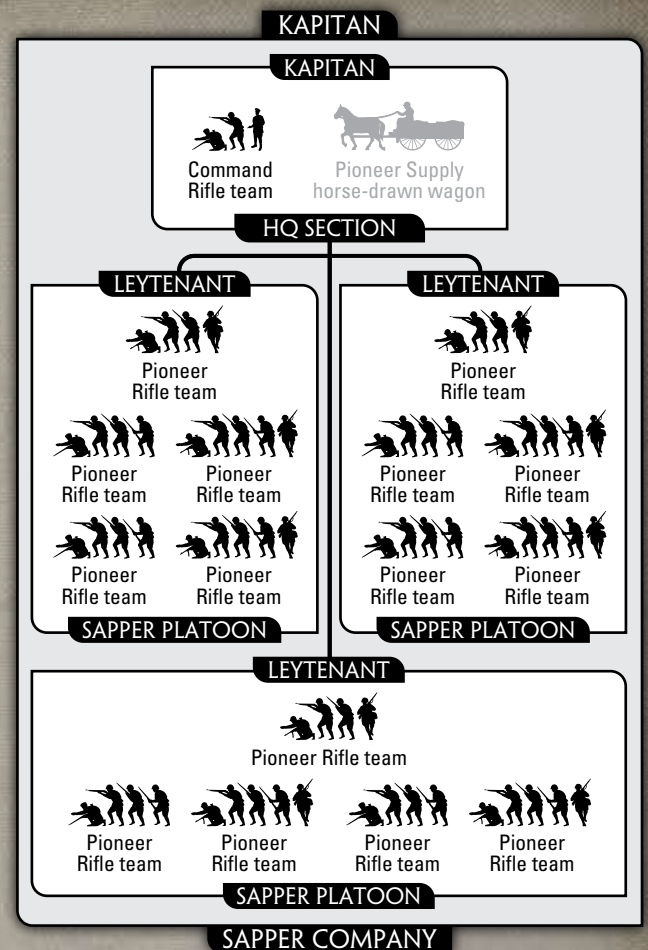 KAPITAN
KAPITAN
Command
Rifle team
Pioneer Supply
horse-drawn wagon
HQ SECTION
LEYTENANT
Pioneer
Rifle team
Pioneer
Rifle team
Pioneer
Rifle team
Pioneer
Rifle team
Pioneer
Rifle team
SAPPER PLATOON
LEYTENANT
Pioneer
Rifle team
Pioneer
Rifle team
Pioneer
Rifle team
Pioneer
Rifle team
Pioneer
Rifle team
SAPPER PLATOON
LEYTENANT
Pioneer Rifle team
Pioneer
Rifle team
Pioneer
Rifle team
Pioneer
Rifle team
Pioneer
Rifle team
SAPPER PLATOON
SAPPER COMPANY